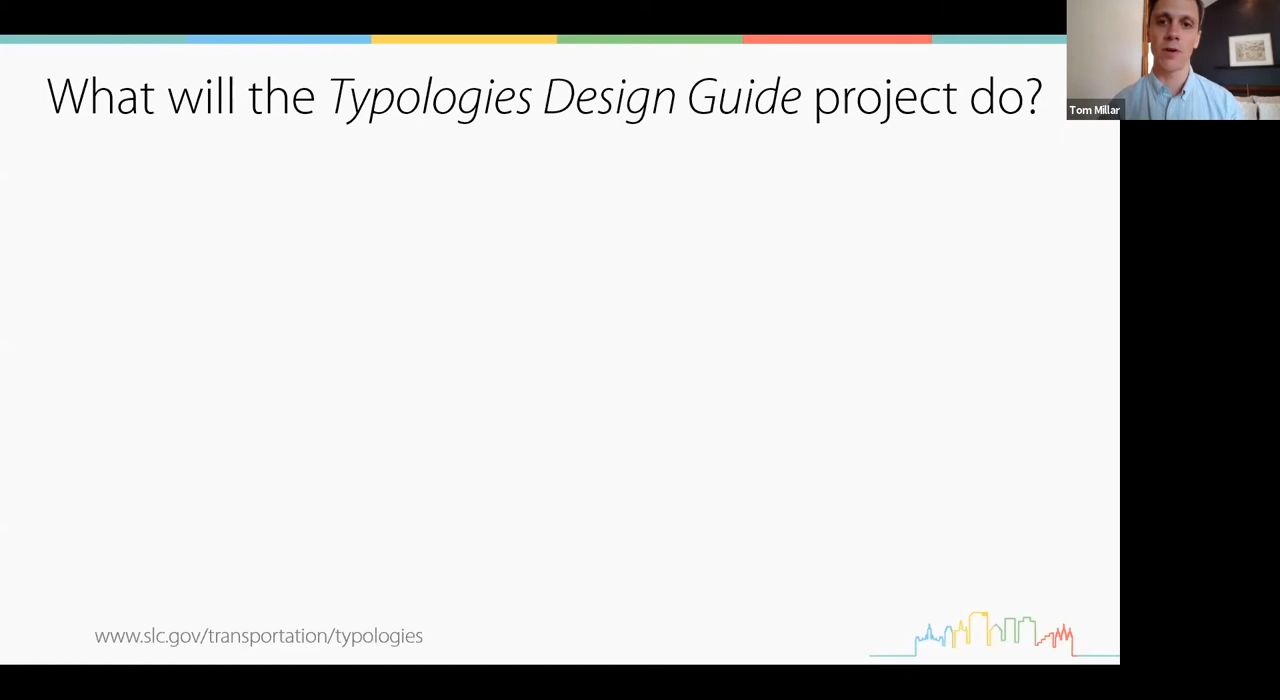 What will the Typologies Design Guide project do?
Tom Millar
www.slc.gov/transportation/typologies